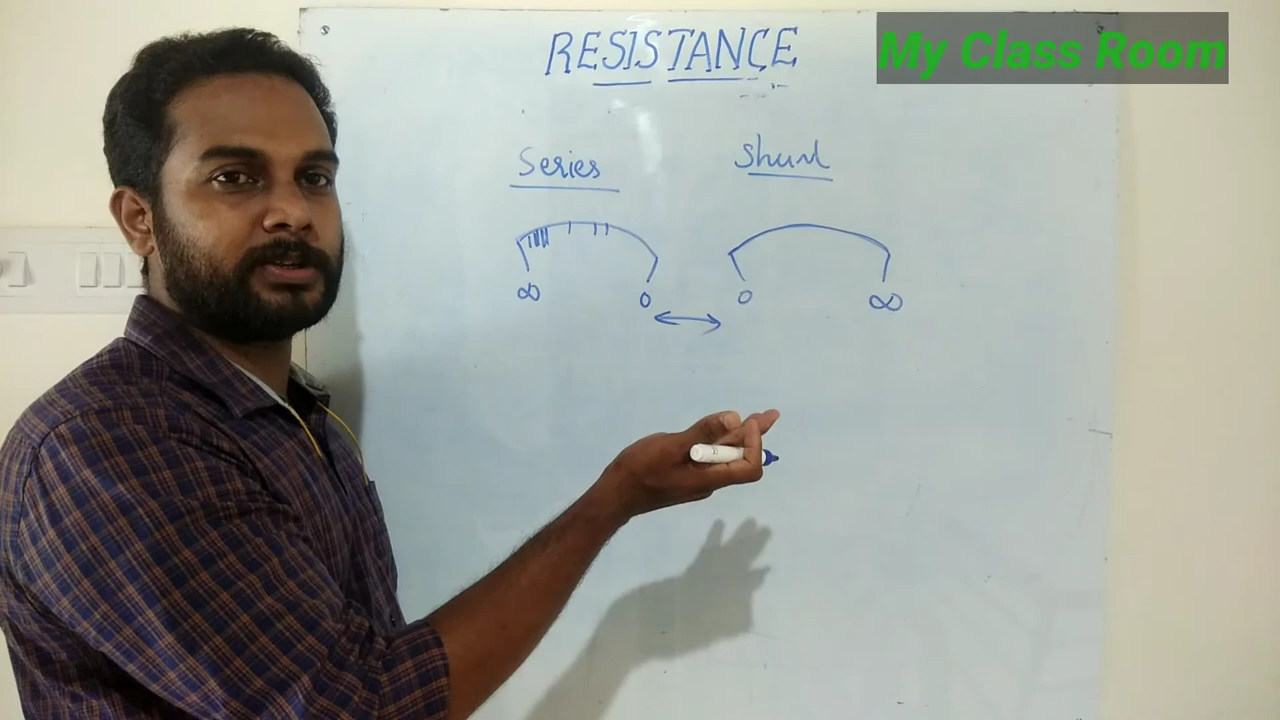 RESISTANCE
My Class Room
Series
Shunt
∞ 0
0 ∞